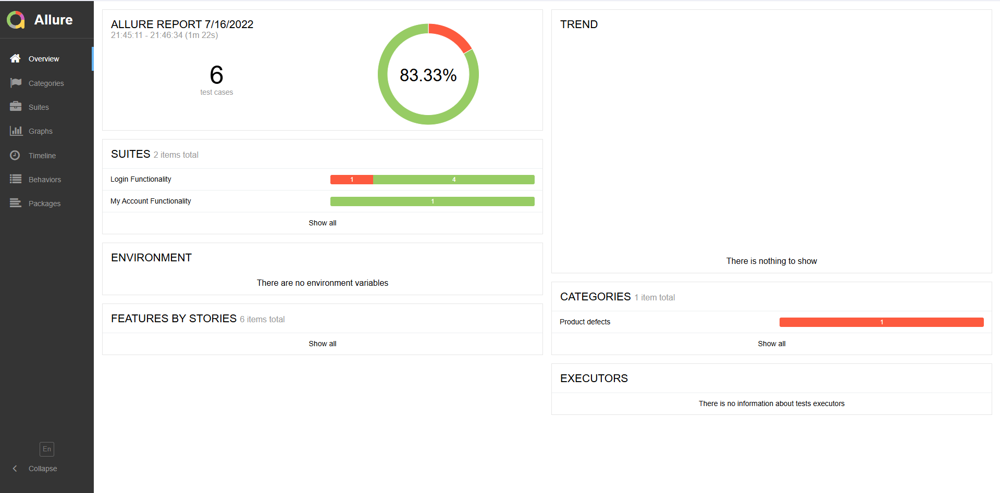 Allure
Overview
Categories
Suites
Graphs
Timeline
Behaviors
Packages
En
Collapse
ALLURE REPORT 7/16/2022
21:45:11 - 21:46:34 (1m 22s)
6
test cases
83.33%
SUITES 2 items total
Login Functionality 1 4
My Account Functionality 1
Show all
ENVIRONMENT
There are no environment variables
FEATURES BY STORIES 6 items total
Show all
TREND
There is nothing to show
CATEGORIES 1 item total
Product defects 1
Show all
EXECUTORS
There is no information about tests executors